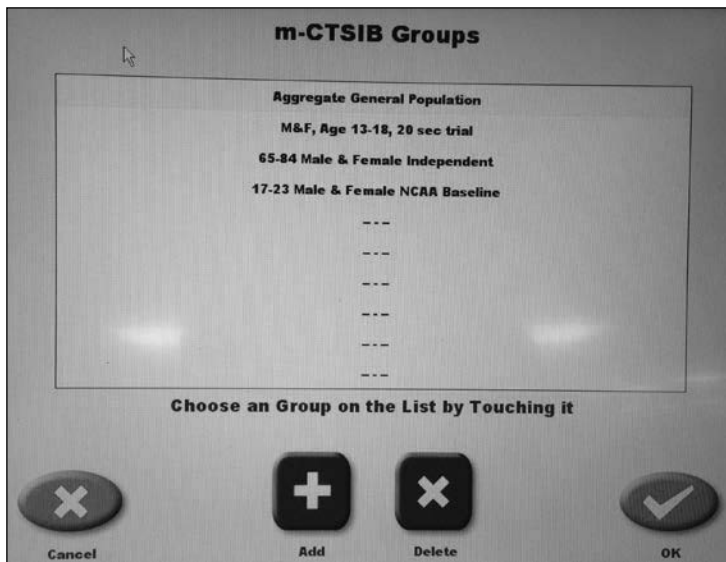 m-CTSIB Groups
Aggregate General Population
M&F, Age 13-18, 20 sec trial
65-84 Male & Female Independent
17-23 Male & Female NCAA Baseline
---
---
---
---
---
---
Choose an Group on the List by Touching it
Cancel Add Delete OK